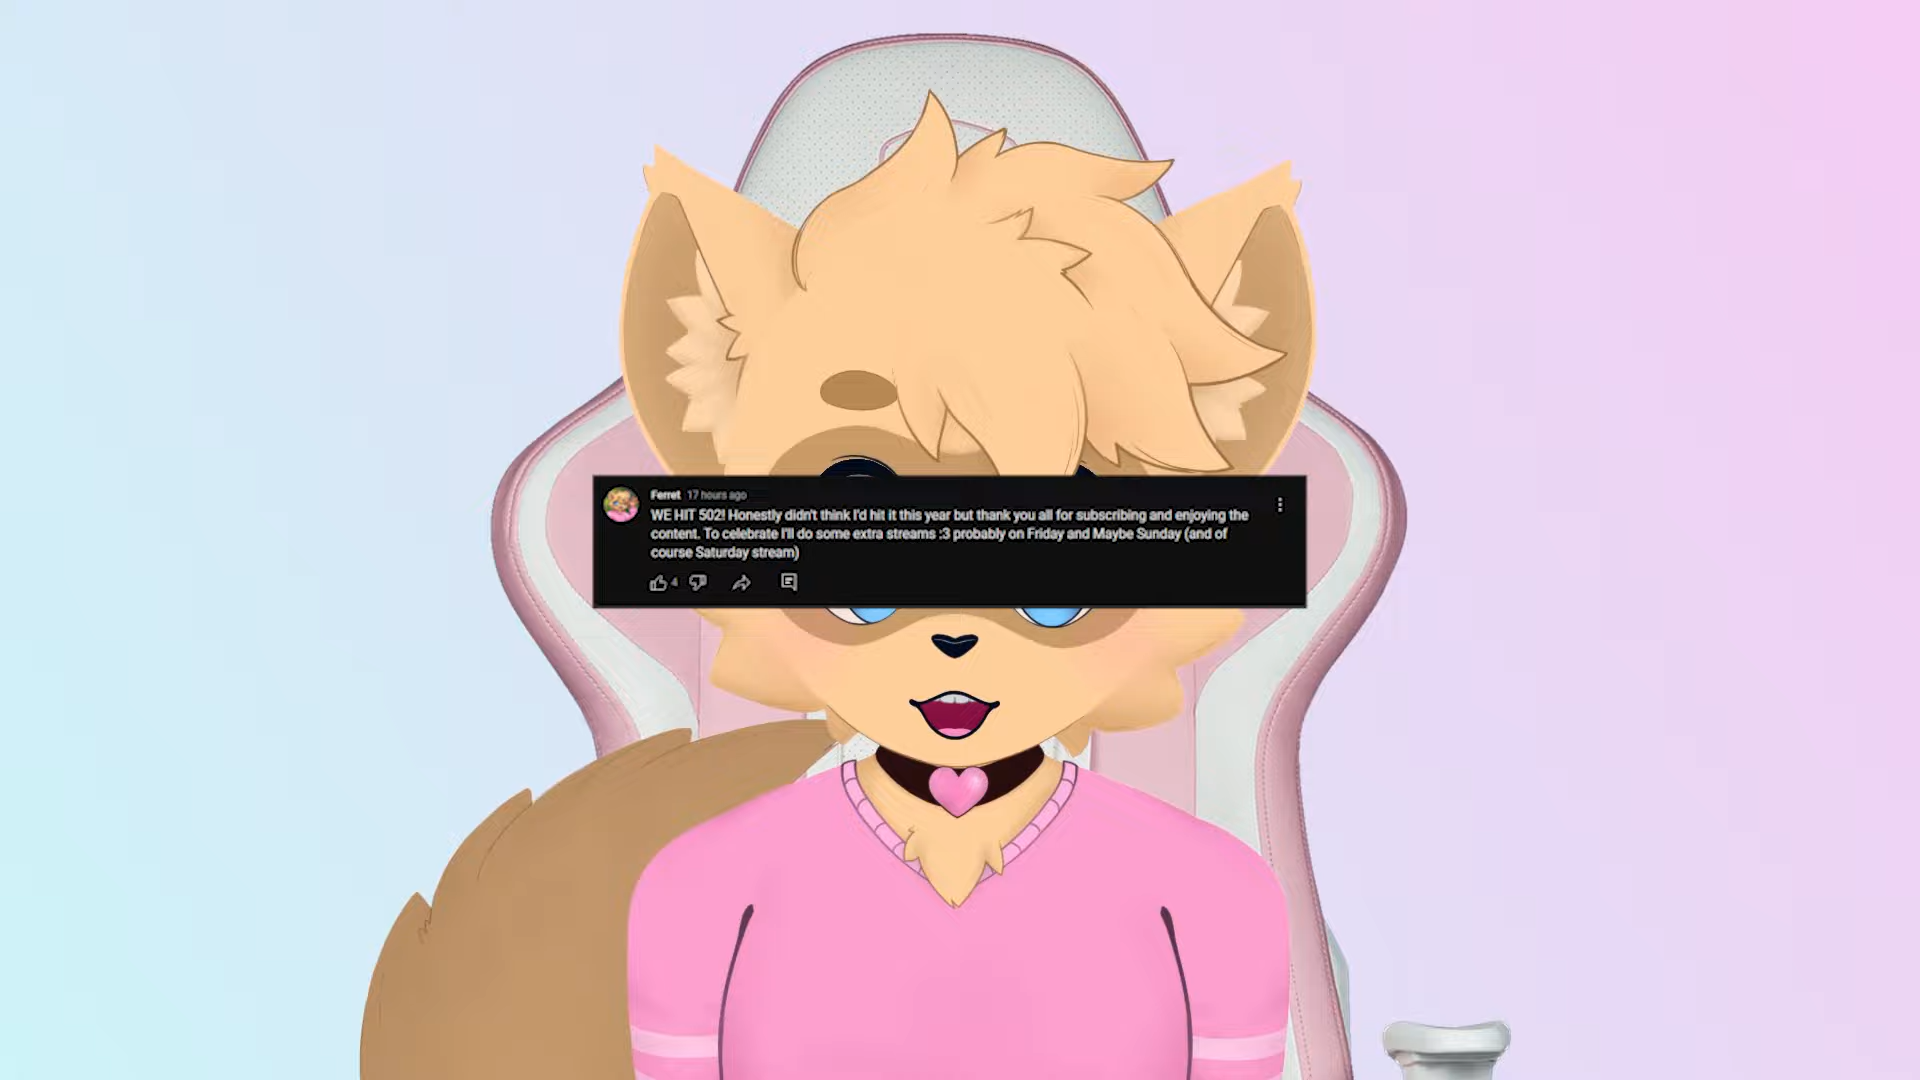 Ferret 17 hours ago
WE HIT 502! Honestly didn't think I'd hit it this year but thank you all for subscribing and enjoying the
content. To celebrate I'll do some extra streams :3 probably on Friday and Maybe Sunday (and of
course Saturday stream)
4